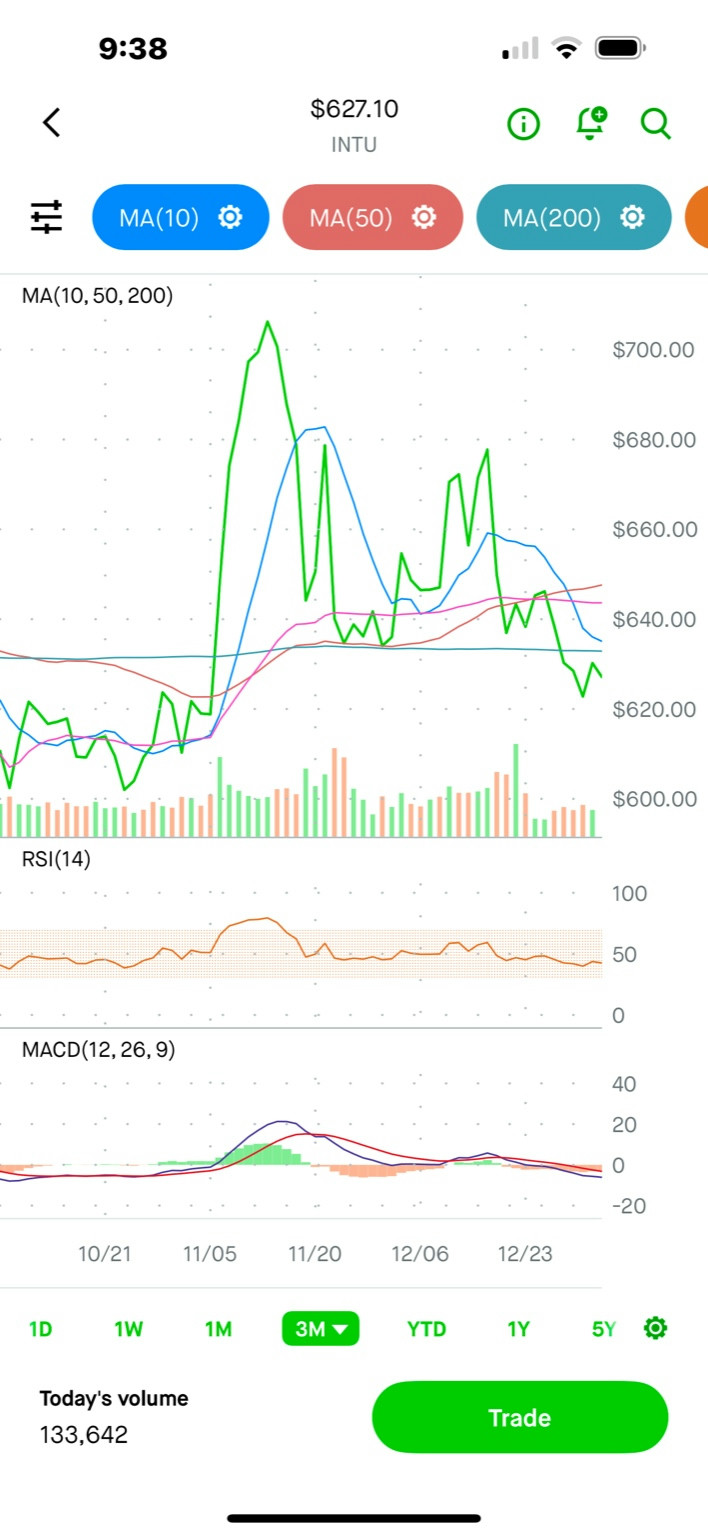 9:38
$627.10
INTU
MA(10)
MA(50)
MA(200)
MA(10, 50, 200)
$700.00
$680.00
$660.00
$640.00
$620.00
$600.00
RSI(14)
100
50
0
MACD(12, 26, 9)
40
20
0
-20
10/21 11/05 11/20 12/06 12/23
1D 1W 1M 3M YTD 1Y 5Y
Today's volume
133,642
Trade